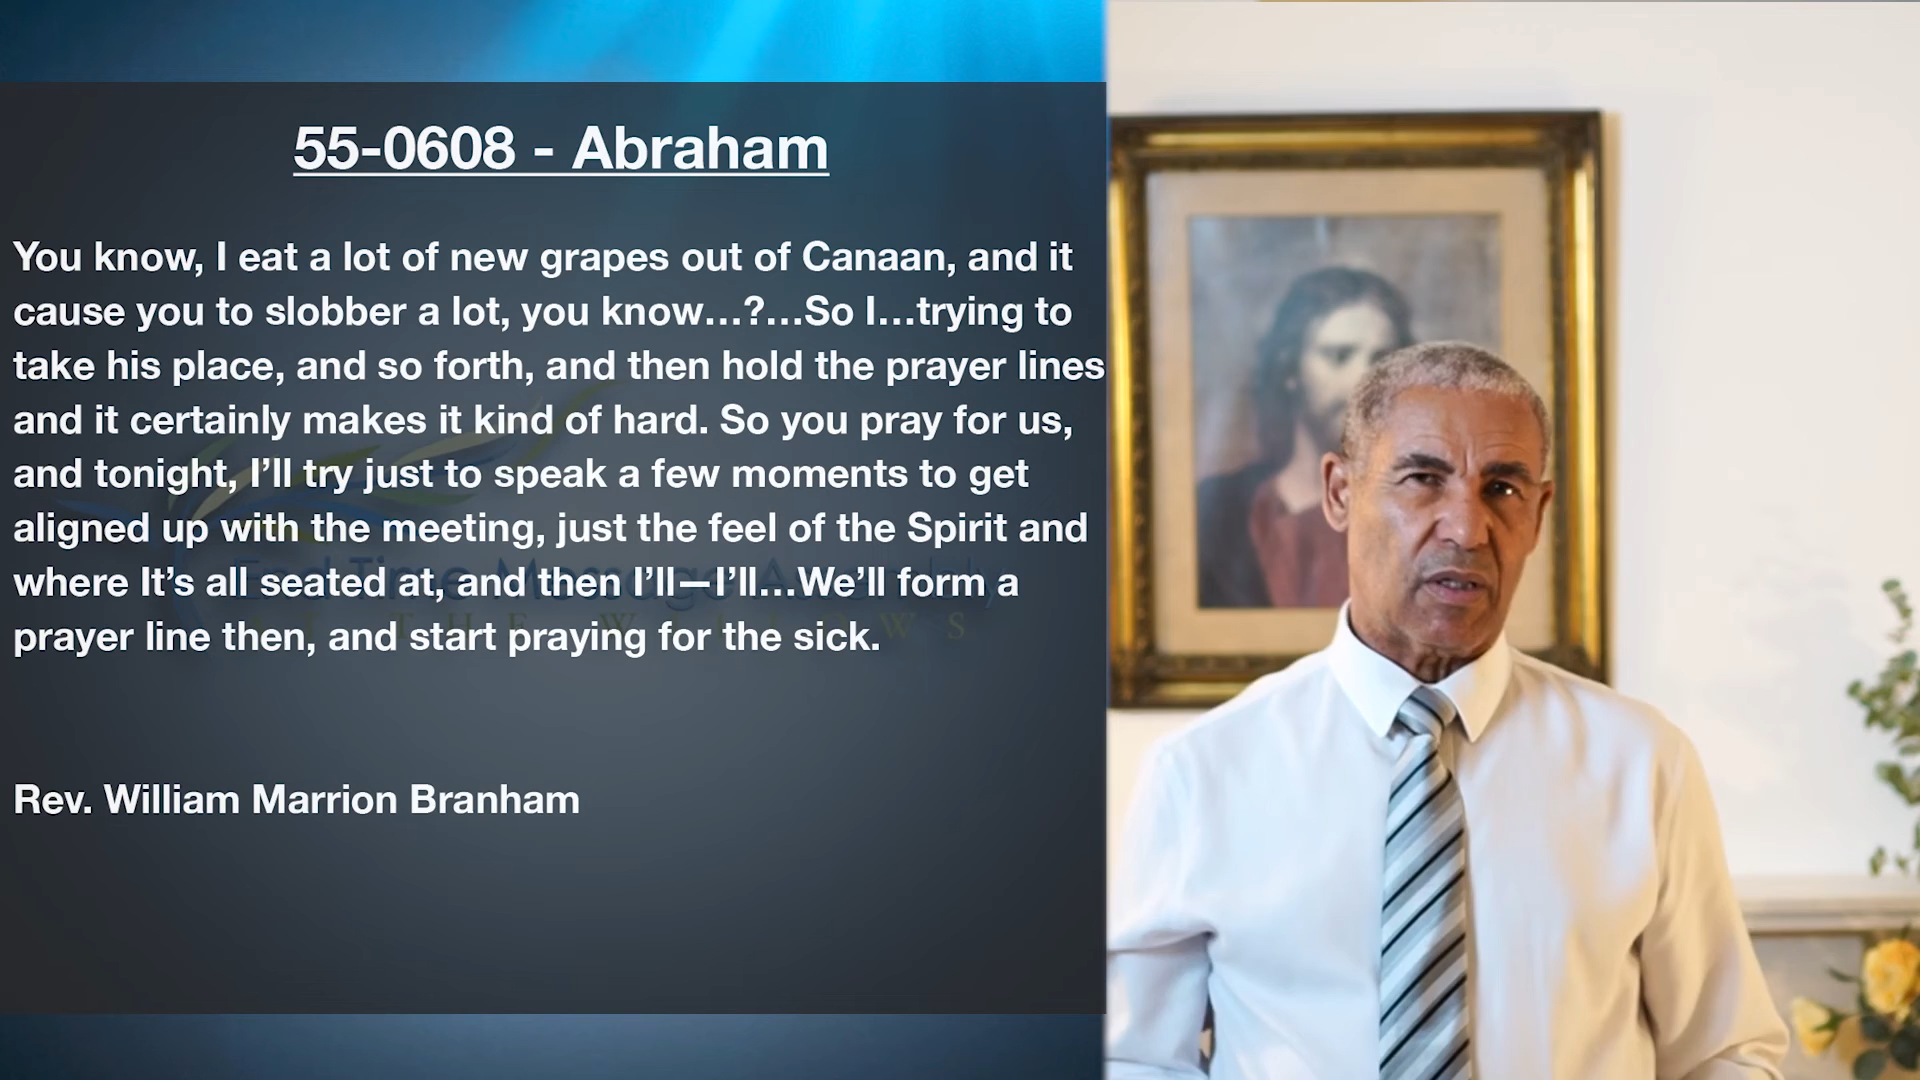 55-0608 - Abraham
You know, I eat a lot of new grapes out of Canaan, and it
cause you to slobber a lot, you know…?…So I…trying to
take his place, and so forth, and then hold the prayer lines
and it certainly makes it kind of hard. So you pray for us,
and tonight, I’ll try just to speak a few moments to get
aligned up with the meeting, just the feel of the Spirit and
where It’s all seated at, and then I’ll—I’ll…We’ll form a
prayer line then, and start praying for the sick.
Rev. William Marrion Branham
End Time Message Assembly